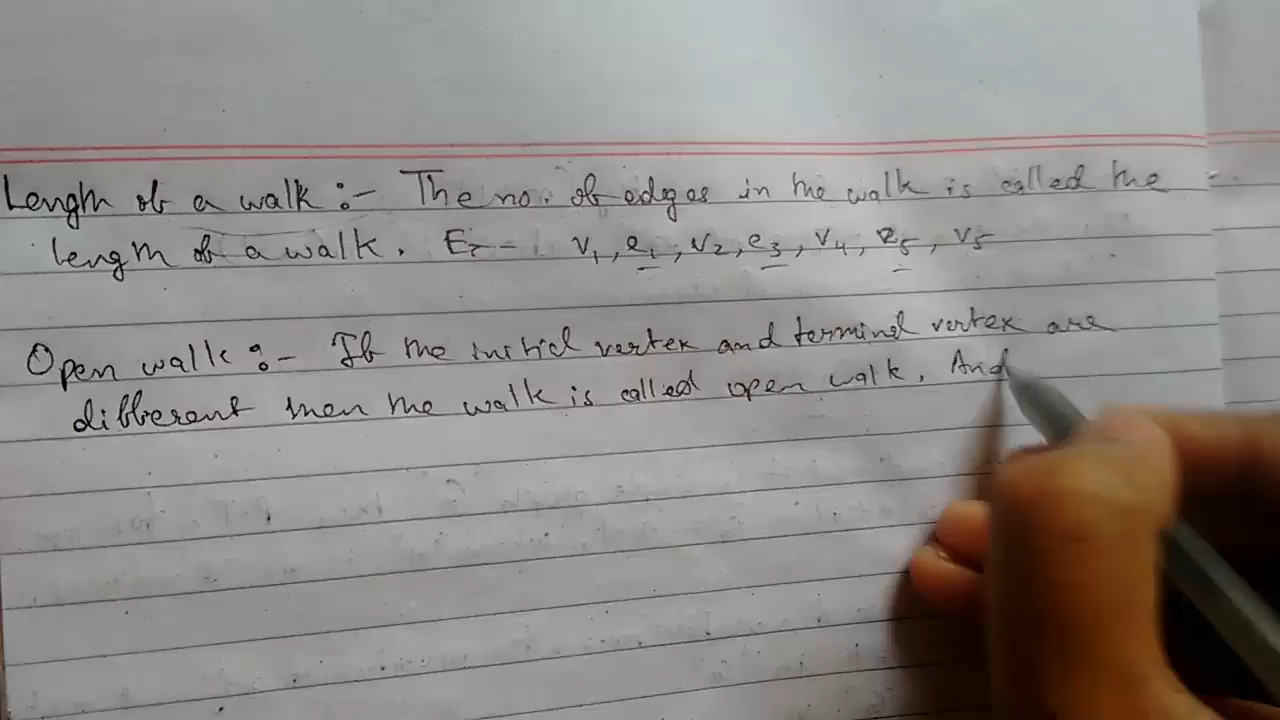 Length of a walk :- The no. of edges in the walk is called the
length of a walk. Ex- v1, e1, v2, e3, v4, e5, v5
Open walk :- If the initial vertex and terminal vertex are
different then the walk is called open walk. And